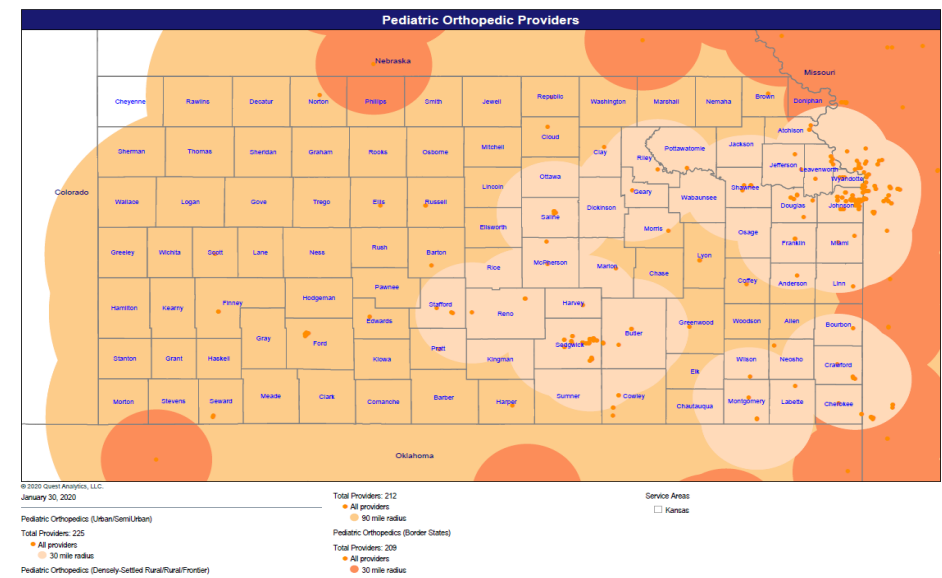 Pediatric Orthopedic Providers
Nebraska
Missouri
Cheyenne Rawlins Decatur Norton Phillips Smith Jewell Republic Washington Marshall Nemaha Brown Doniphan
Atchison
Cloud
Sherman Thomas Sheridan Graham Rooks Osborne Mitchell Clay Riley Pottawatomie Jackson
Jefferson Leavenworth
Ottawa Wyandotte
Colorado Lincoln Geary Shawnee
Wallace Logan Gove Trego Ellis Russell Dickinson Wabaunsee Douglas Johnson
Saline
Ellsworth Morris Osage
Greeley Wichita Scott Lane Ness Rush Barton Lyon Franklin Miami
Rice McPherson Marion Chase
Pawnee Coffey Anderson Linn
Hamilton Kearny Finney Hodgeman Stafford Reno Harvey
Edwards Greenwood Woodson Allen Bourbon
Gray Ford Butler
Stanton Grant Haskell Kiowa Pratt Kingman Sedgwick Wilson Neosho Crawford
Elk
Morton Stevens Seward Meade Clark Comanche Barber Harper Sumner Cowley Chautauqua Montgomery Labette Cherokee
Oklahoma
© 2020 Quest Analytics, LLC.
January 30, 2020
Pediatric Orthopedics (Urban/SemiUrban)
Total Providers: 225
All providers
30 mile radius
Pediatric Orthopedics (Densely-Settled Rural/Rural/Frontier)
Total Providers: 212
All providers
90 mile radius
Pediatric Orthopedics (Border States)
Total Providers: 209
All providers
30 mile radius
Service Areas
Kansas